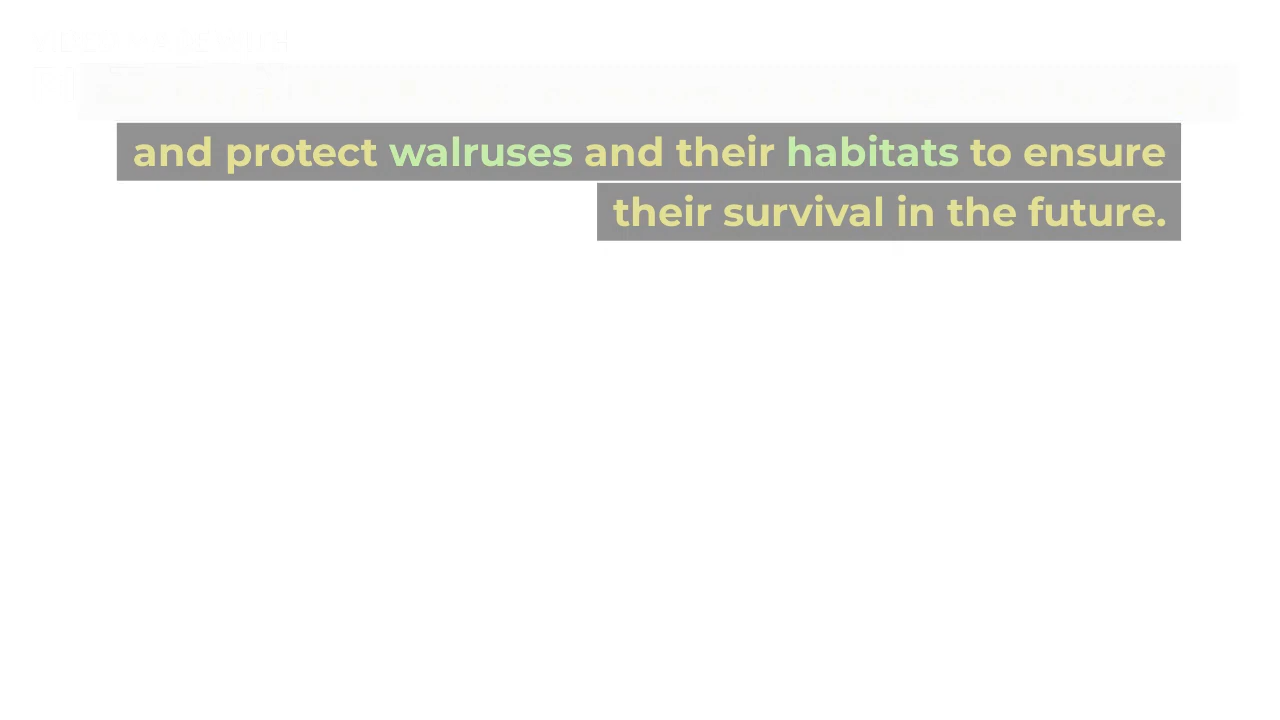 and protect walruses and their habitats to ensure
their survival in the future.